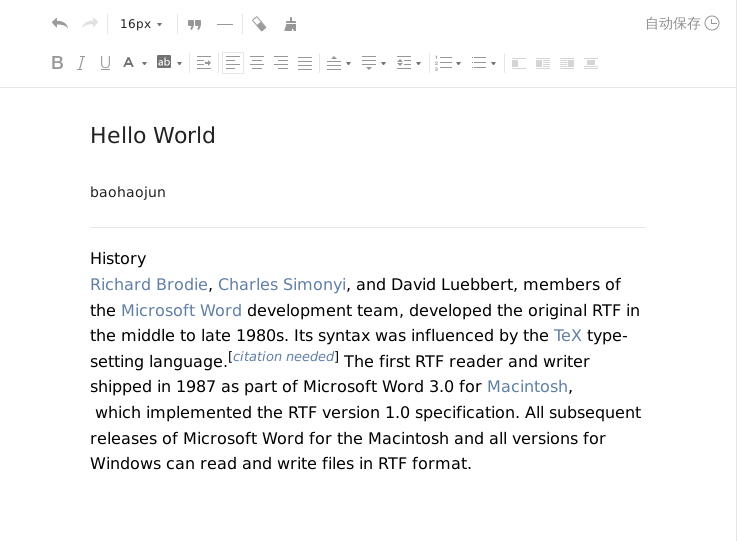 16px
自动保存
B I U A ab
Hello World
baohaojun
History
Richard Brodie, Charles Simonyi, and David Luebbert, members of
the Microsoft Word development team, developed the original RTF in
the middle to late 1980s. Its syntax was influenced by the TeX type-
setting language.[citation needed] The first RTF reader and writer
shipped in 1987 as part of Microsoft Word 3.0 for Macintosh,
which implemented the RTF version 1.0 specification. All subsequent
releases of Microsoft Word for the Macintosh and all versions for
Windows can read and write files in RTF format.